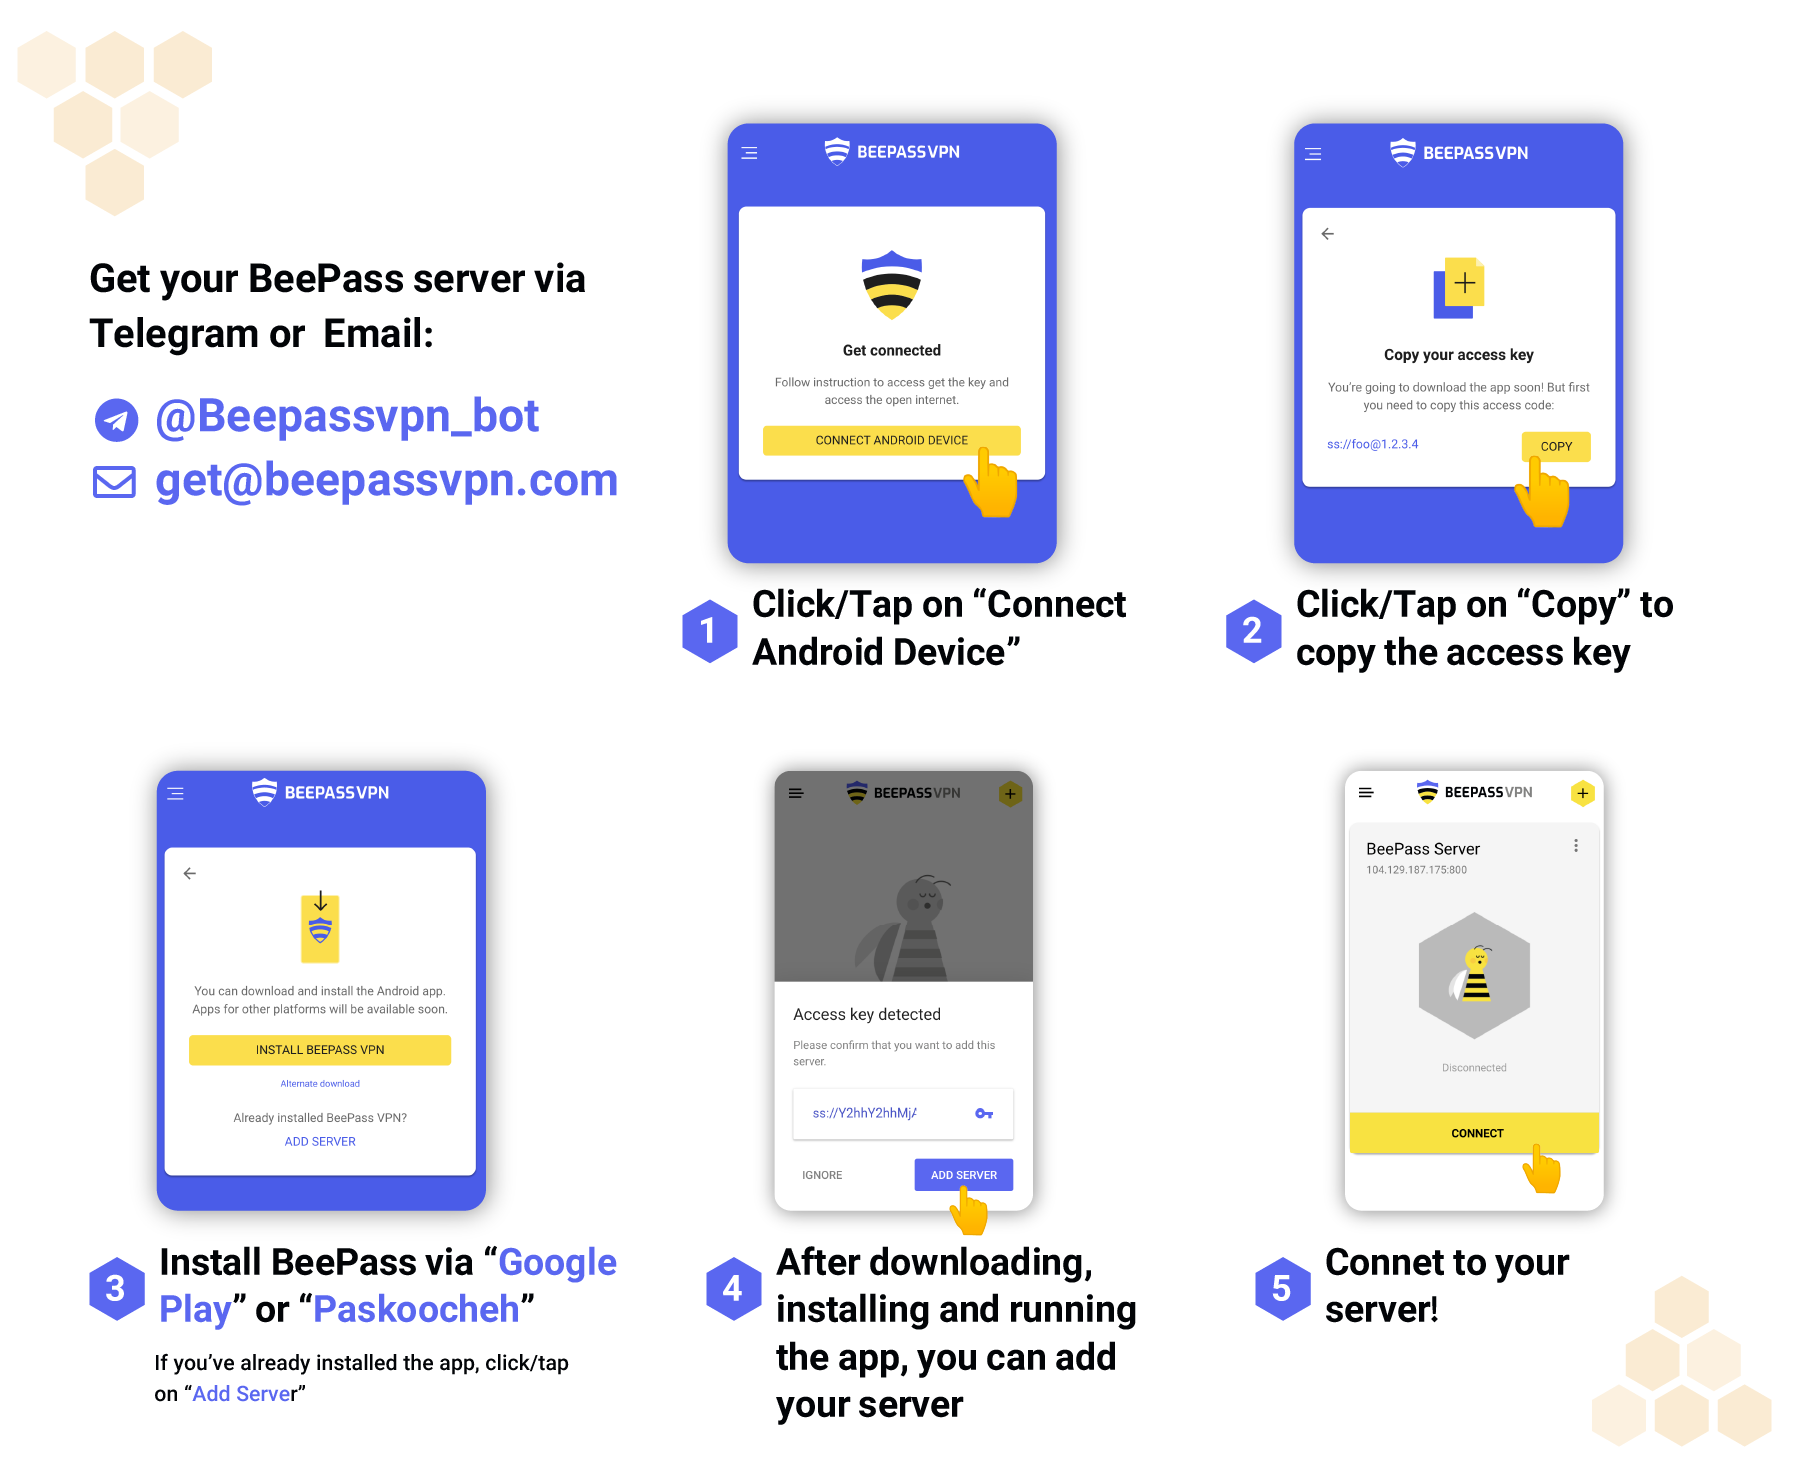 Get your BeePass server via
Telegram or Email:
@Beepassvpn_bot
get@beepassvpn.com
BEEPASSVPN
Get connected
Follow instruction to access get the key and
access the open internet.
CONNECT ANDROID DEVICE
1
Click/Tap on “Connect
Android Device”
BEEPASSVPN
Copy your access key
You’re going to download the app soon! But first
you need to copy this access code:
ss://foo@1.2.3.4
COPY
2
Click/Tap on “Copy” to
copy the access key
BEEPASSVPN
You can download and install the Android app.
Apps for other platforms will be available soon.
INSTALL BEEPASS VPN
Alternate download
Already installed BeePass VPN?
ADD SERVER
3
Install BeePass via “Google
Play” or “Paskoocheh”
If you’ve already installed the app, click/tap
on “Add Server”
BEEPASSVPN
Access key detected
Please confirm that you want to add this
server.
ss://Y2hhY2hhMjA
IGNORE
ADD SERVER
4
After downloading,
installing and running
the app, you can add
your server
BEEPASSVPN
BeePass Server
104.129.187.175:800
Disconnected
CONNECT
5
Connet to your
server!